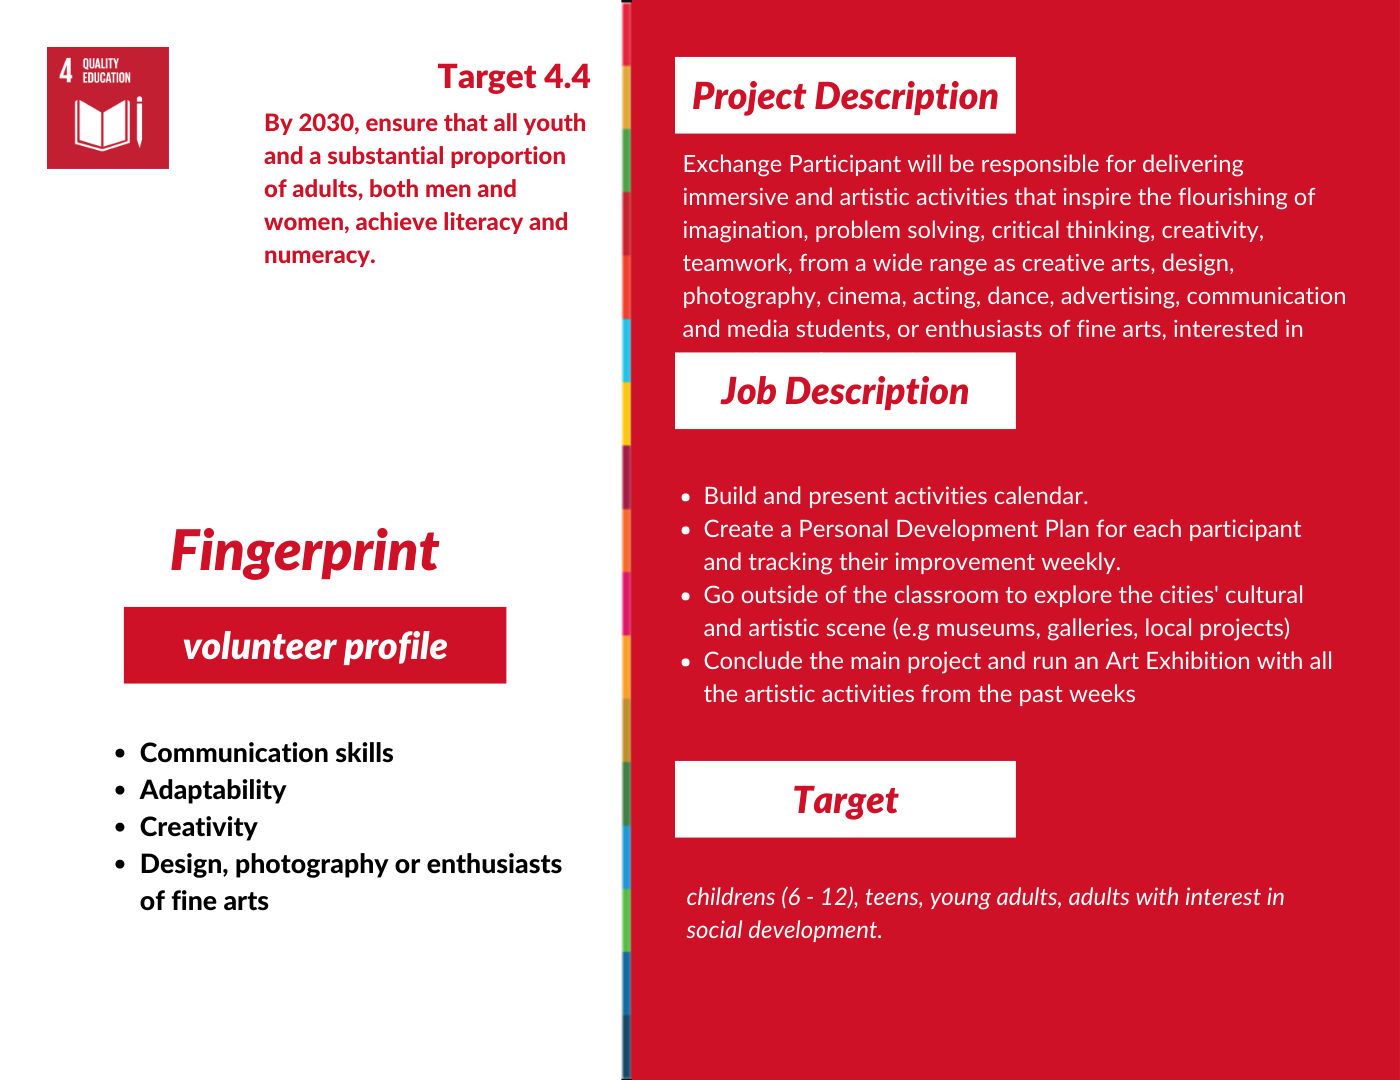 4 QUALITY
EDUCATION
Target 4.4
By 2030, ensure that all youth
and a substantial proportion
of adults, both men and
women, achieve literacy and
numeracy.
Fingerprint
volunteer profile
• Communication skills
• Adaptability
• Creativity
• Design, photography or enthusiasts
of fine arts
Project Description
Exchange Participant will be responsible for delivering
immersive and artistic activities that inspire the flourishing of
imagination, problem solving, critical thinking, creativity,
teamwork, from a wide range as creative arts, design,
photography, cinema, acting, dance, advertising, communication
and media students, or enthusiasts of fine arts, interested in
Job Description
• Build and present activities calendar.
• Create a Personal Development Plan for each participant
and tracking their improvement weekly.
• Go outside of the classroom to explore the cities' cultural
and artistic scene (e.g museums, galleries, local projects)
• Conclude the main project and run an Art Exhibition with all
the artistic activities from the past weeks
Target
childrens (6 - 12), teens, young adults, adults with interest in
social development.